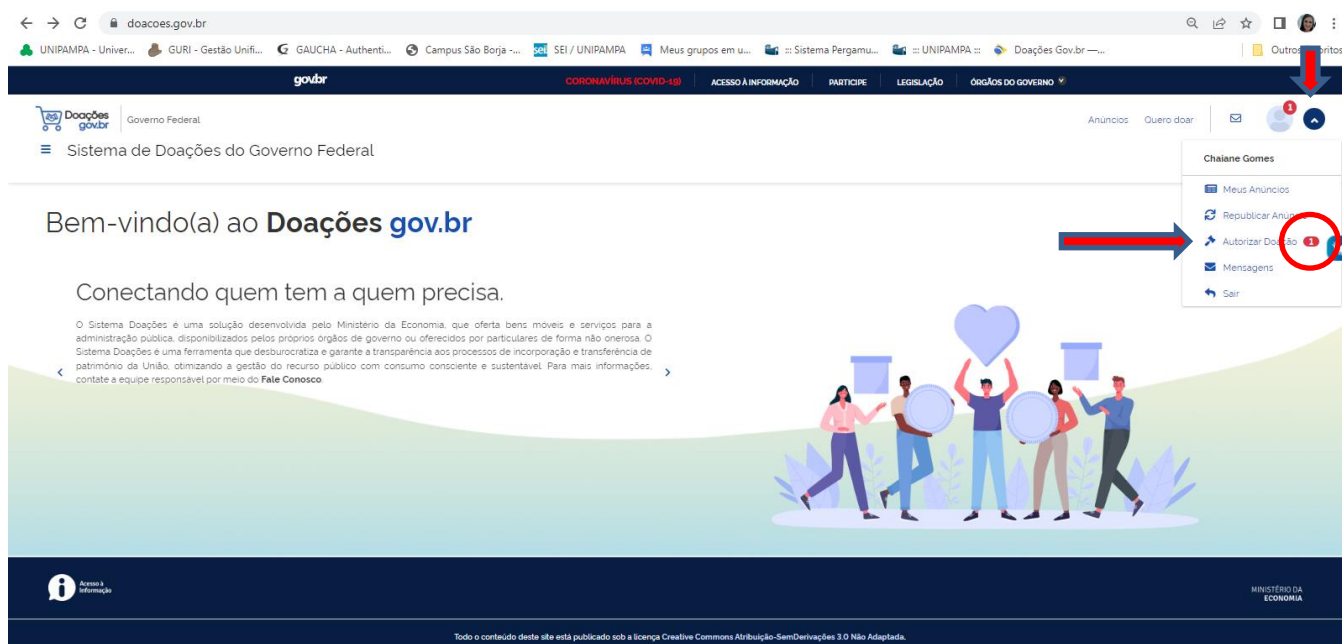 doacoes.gov.br
UNIPAMPA - Univer... GURI - Gestão Unifi... GAUCHA - Authenti... Campus São Borja -... sei SEI / UNIPAMPA Meus grupos em u... ::: Sistema Pergamu... ::: UNIPAMPA ::: Doações Gov.br —...
gov.br CORONAVÍRUS (COVID-19) ACESSO À INFORMAÇÃO PARTICIPE LEGISLAÇÃO ÓRGÃOS DO GOVERNO
Doações
gov.br
Governo Federal
Anúncios Quero doar 1
Sistema de Doações do Governo Federal
Chaiane Gomes
Meus Anúncios
Republicar Anúncio
Autorizar Doação 1
Mensagens
Sair
Bem-vindo(a) ao Doações gov.br
Conectando quem tem a quem precisa.
O Sistema Doações é uma solução desenvolvida pelo Ministério da Economia, que oferta bens móveis e serviços para a
administração pública, disponibilizados pelos próprios órgãos de governo ou oferecidos por particulares de forma não onerosa. O
Sistema Doações é uma ferramenta que desburocratiza e garante a transparência aos processos de incorporação e transferência de
patrimônio da União, otimizando a gestão do recurso público com consumo consciente e sustentável. Para mais informações,
contate a equipe responsável por meio do Fale Conosco.
Acesso à
Informação
MINISTÉRIO DA
ECONOMIA
Todo o conteúdo deste site está publicado sob a licença Creative Commons Atribuição-SemDerivações 3.0 Não Adaptada.